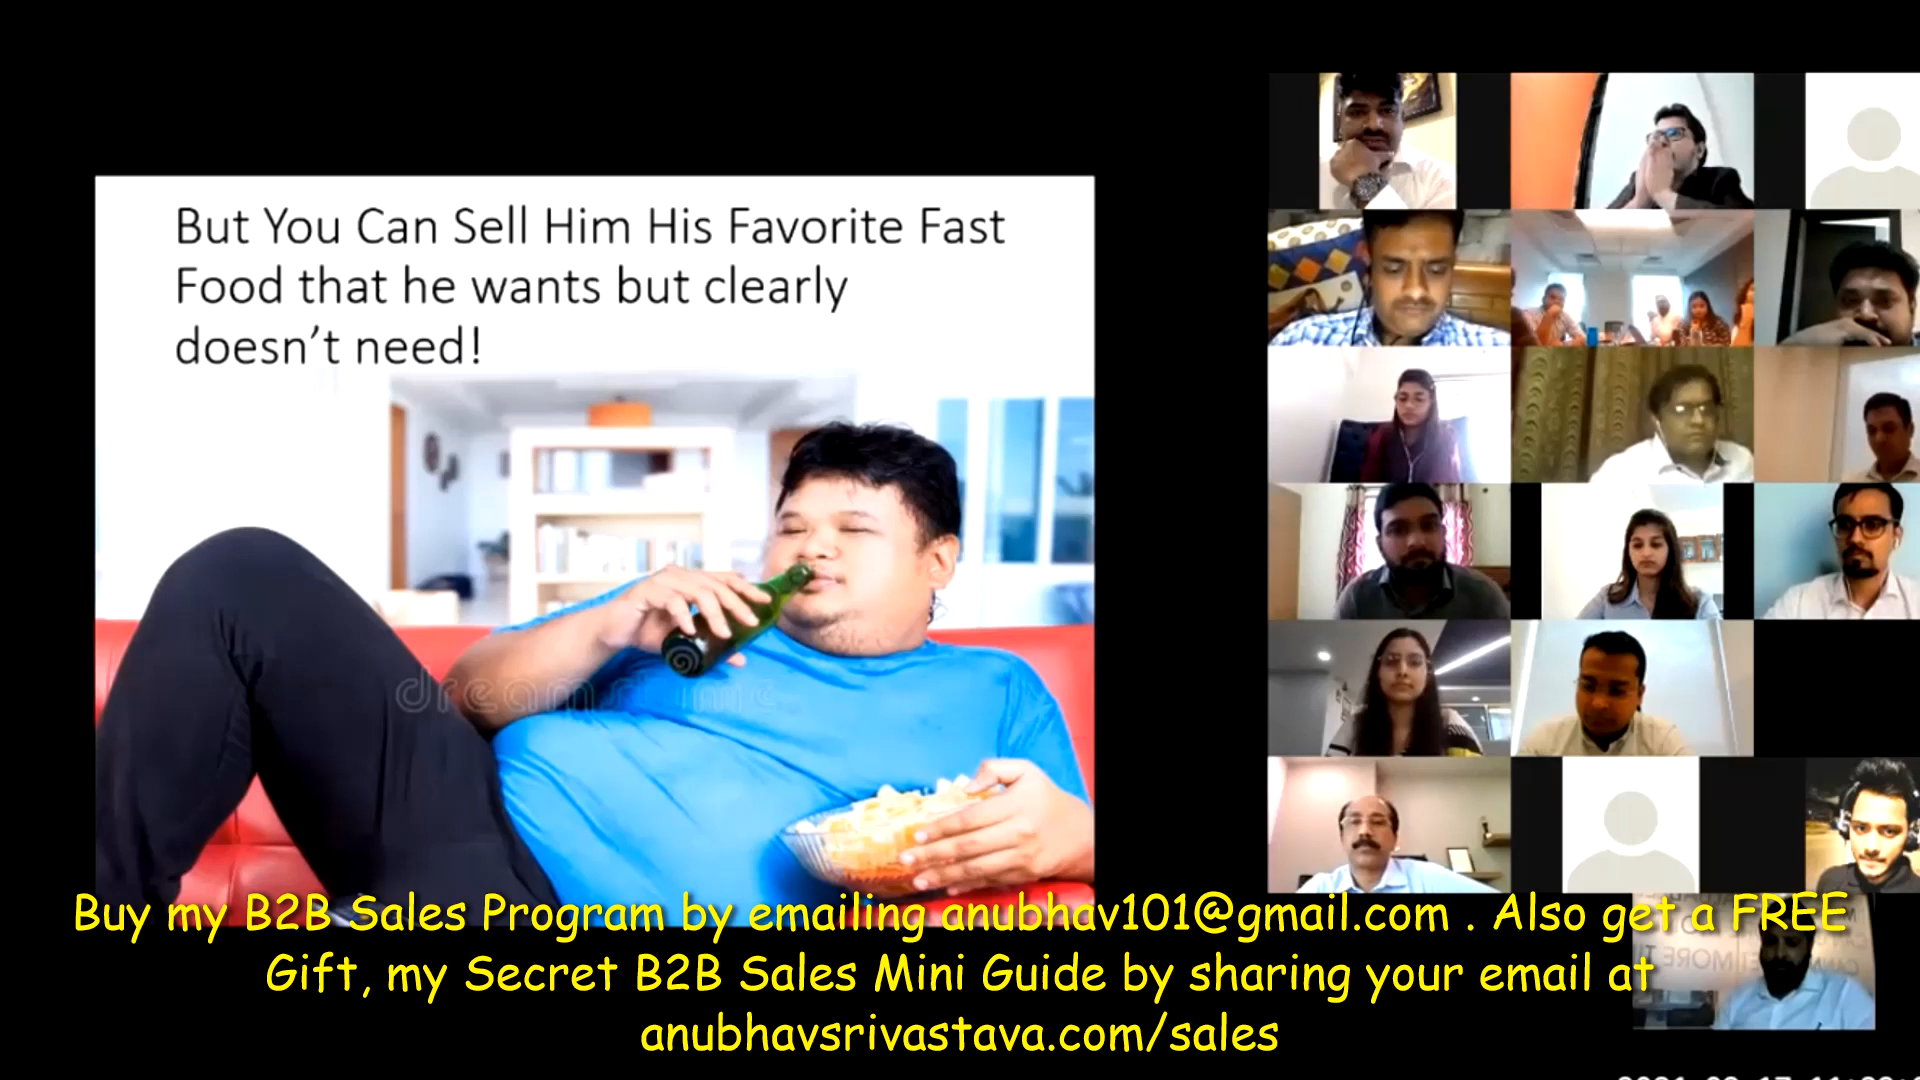 But You Can Sell Him His Favorite Fast
Food that he wants but clearly
doesn't need!
dreamstime
Buy my B2B Sales Program by emailing anubhav101@gmail.com . Also get a FREE
Gift, my Secret B2B Sales Mini Guide by sharing your email at
anubhavsrivastava.com/sales